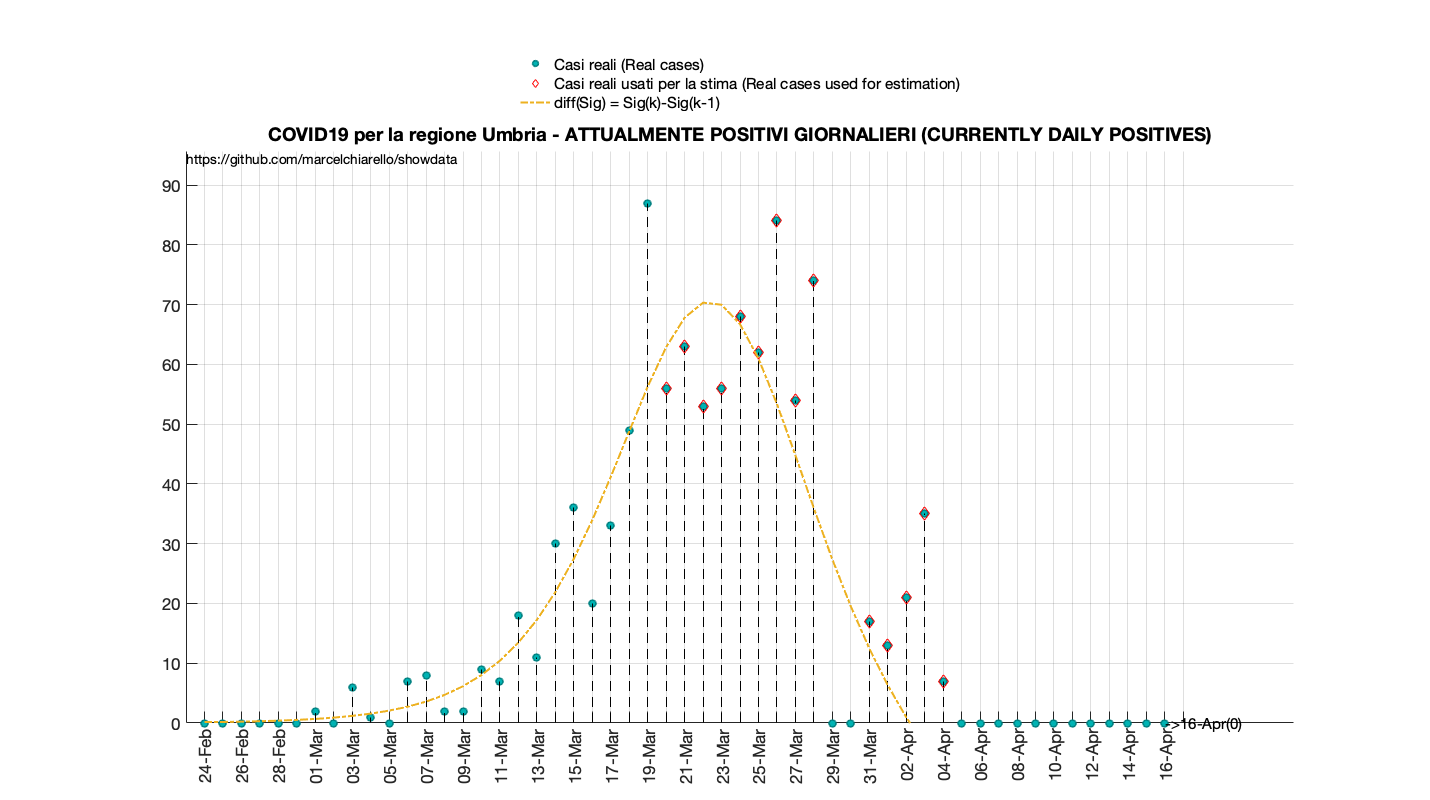 Casi reali (Real cases)
Casi reali usati per la stima (Real cases used for estimation)
diff(Sig) = Sig(k)-Sig(k-1)
COVID19 per la regione Umbria - ATTUALMENTE POSITIVI GIORNALIERI (CURRENTLY DAILY POSITIVES)
https://github.com/marcelchiarello/showdata
90
80
70
60
50
40
30
20
10
0
->16-Apr(0)
24-Feb
26-Feb
28-Feb
01-Mar
03-Mar
05-Mar
07-Mar
09-Mar
11-Mar
13-Mar
15-Mar
17-Mar
19-Mar
21-Mar
23-Mar
25-Mar
27-Mar
29-Mar
31-Mar
02-Apr
04-Apr
06-Apr
08-Apr
10-Apr
12-Apr
14-Apr
16-Apr